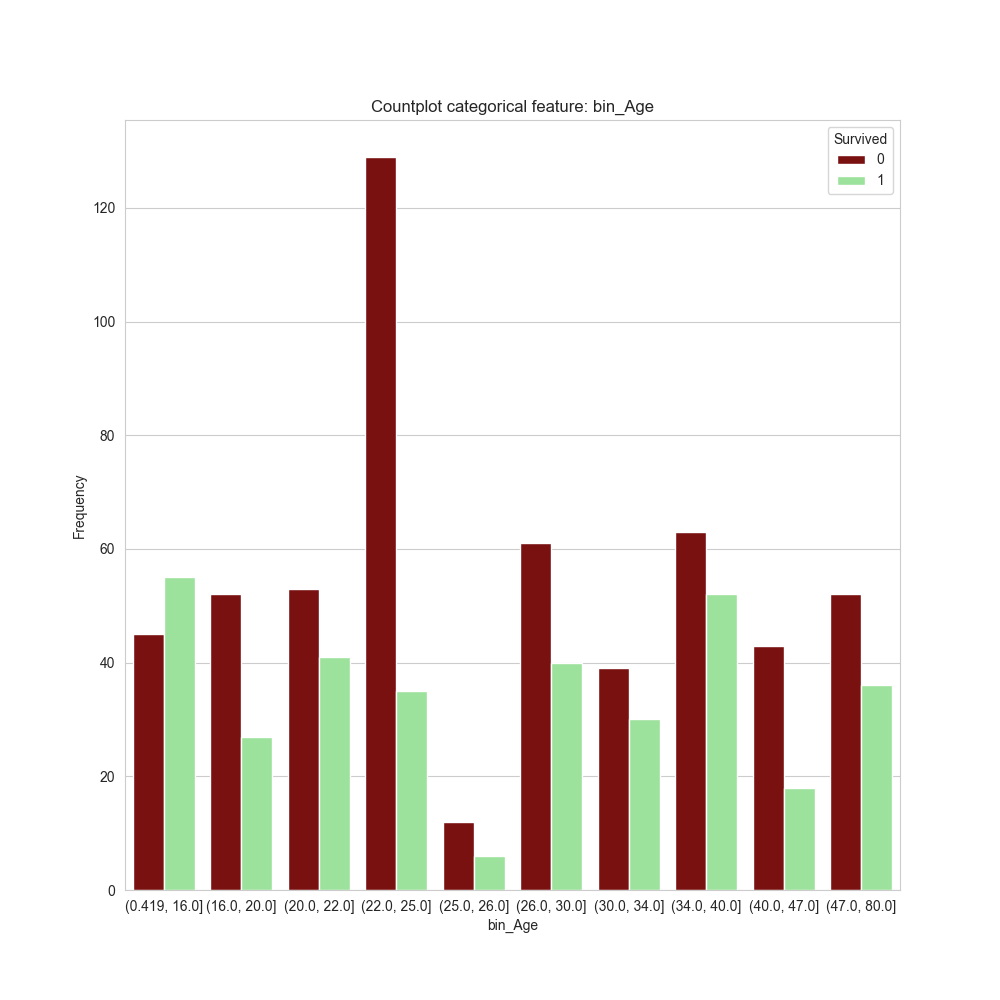 Countplot categorical feature: bin_Age
Survived
0
1
120
100
80
60
40
20
0
Frequency
(0.419, 16.0] (16.0, 20.0] (20.0, 22.0] (22.0, 25.0] (25.0, 26.0] (26.0, 30.0] (30.0, 34.0] (34.0, 40.0] (40.0, 47.0] (47.0, 80.0]
bin_Age